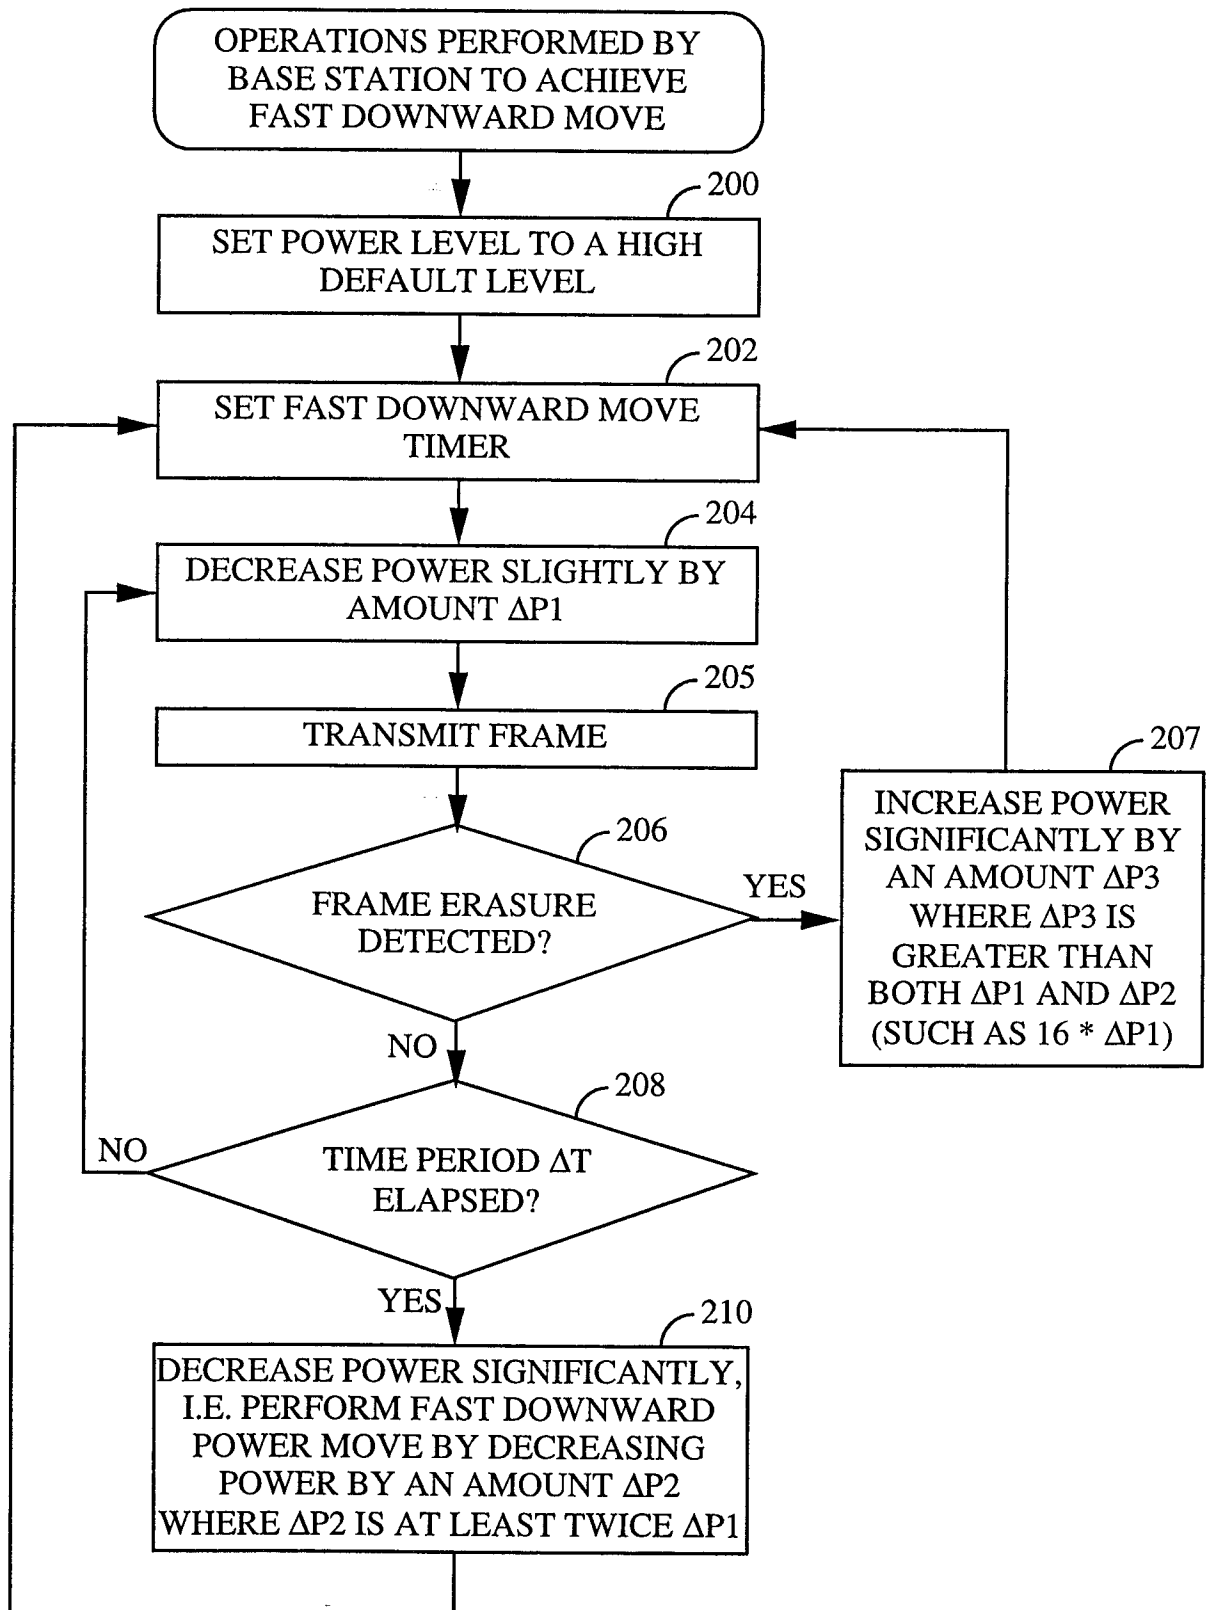 OPERATIONS PERFORMED BY
BASE STATION TO ACHIEVE
FAST DOWNWARD MOVE
200
SET POWER LEVEL TO A HIGH
DEFAULT LEVEL
202
SET FAST DOWNWARD MOVE
TIMER
204
DECREASE POWER SLIGHTLY BY
AMOUNT ΔP1
205
TRANSMIT FRAME
206
FRAME ERASURE
DETECTED?
YES
207
INCREASE POWER
SIGNIFICANTLY BY
AN AMOUNT ΔP3
WHERE ΔP3 IS
GREATER THAN
BOTH ΔP1 AND ΔP2
(SUCH AS 16 * ΔP1)
NO
208
TIME PERIOD ΔT
ELAPSED?
NO
YES
210
DECREASE POWER SIGNIFICANTLY,
I.E. PERFORM FAST DOWNWARD
POWER MOVE BY DECREASING
POWER BY AN AMOUNT ΔP2
WHERE ΔP2 IS AT LEAST TWICE ΔP1